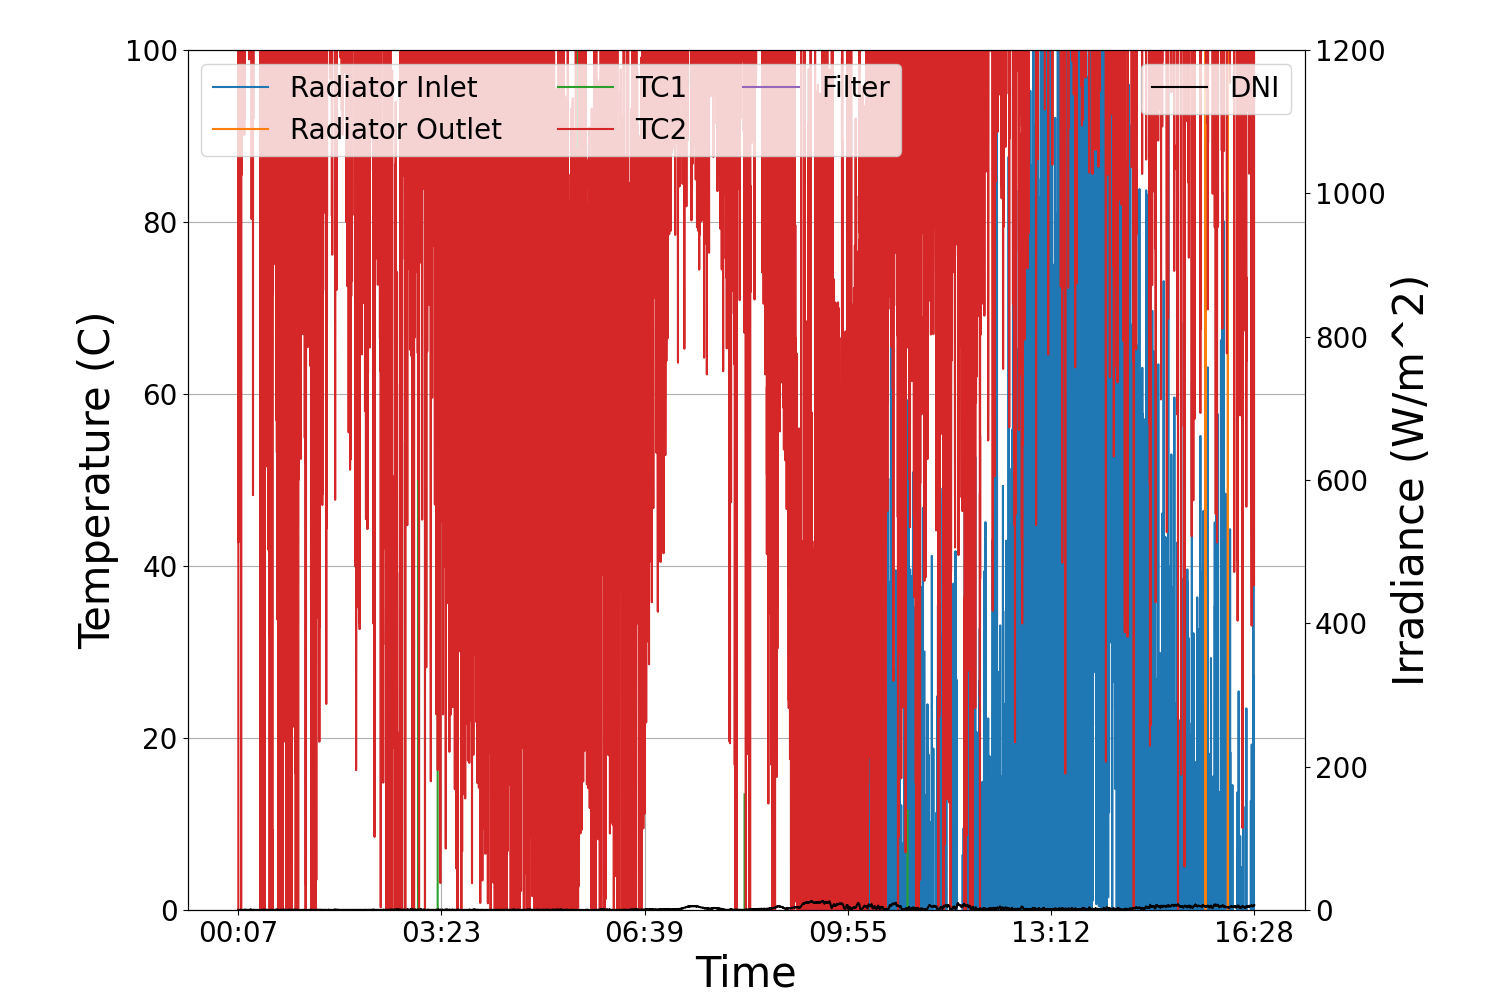 Radiator Inlet
Radiator Outlet
TC1
TC2
Filter
DNI
Temperature (C)
100
80
60
40
20
0
Irradiance (W/m^2)
1200
1000
800
600
400
200
0
00:07 03:23 06:39 09:55 13:12 16:28
Time